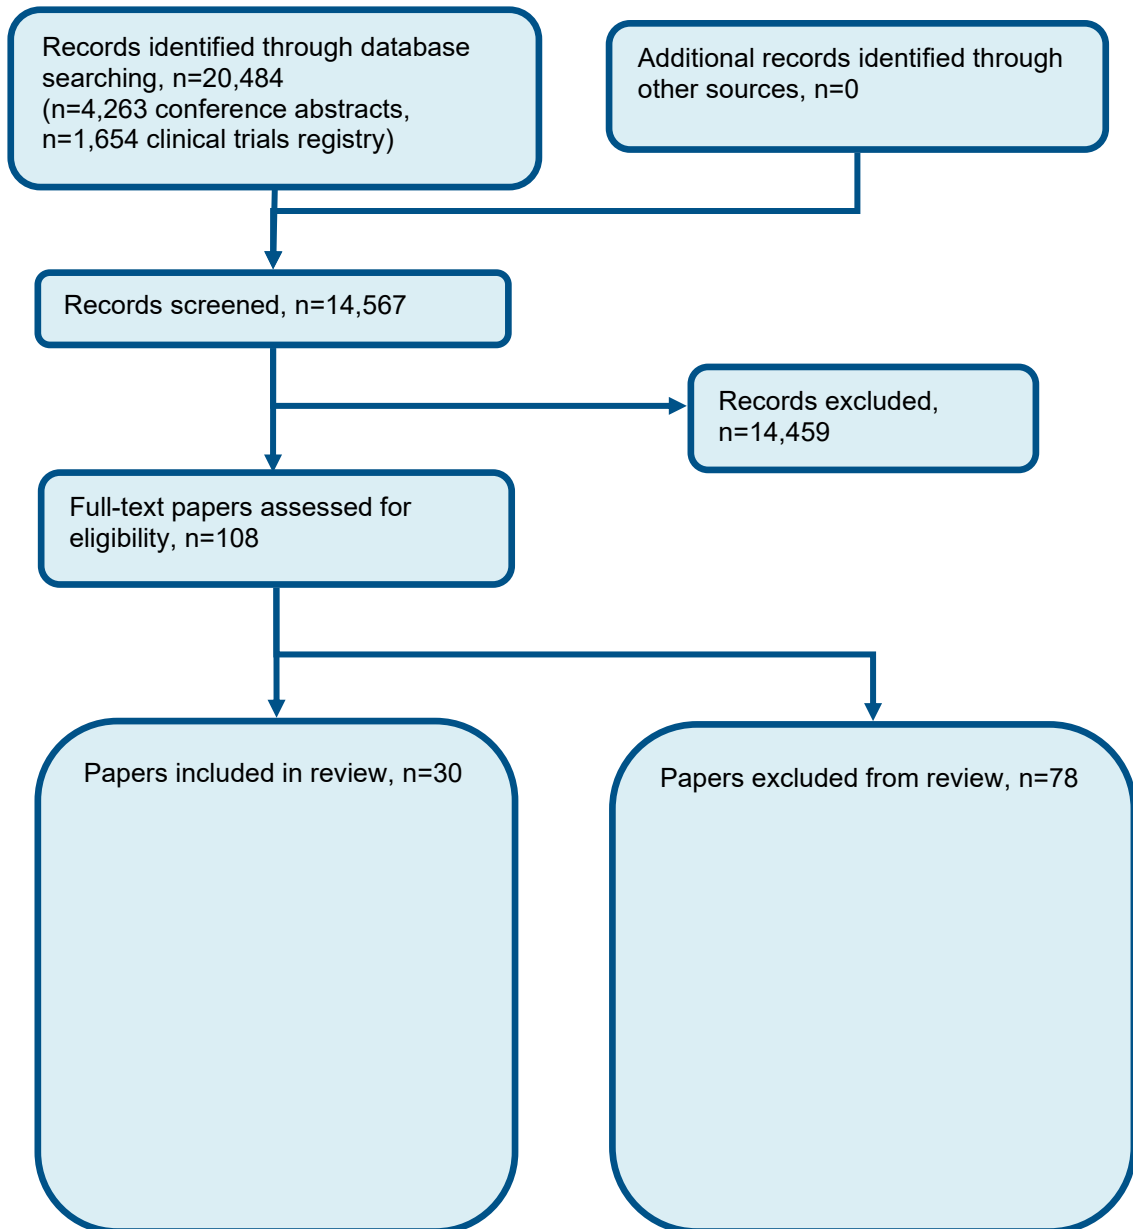 Records identified through database
searching, n=20,484
(n=4,263 conference abstracts,
n=1,654 clinical trials registry)
Additional records identified through
other sources, n=0
Records screened, n=14,567
Records excluded,
n=14,459
Full-text papers assessed for
eligibility, n=108
Papers included in review, n=30
Papers excluded from review, n=78